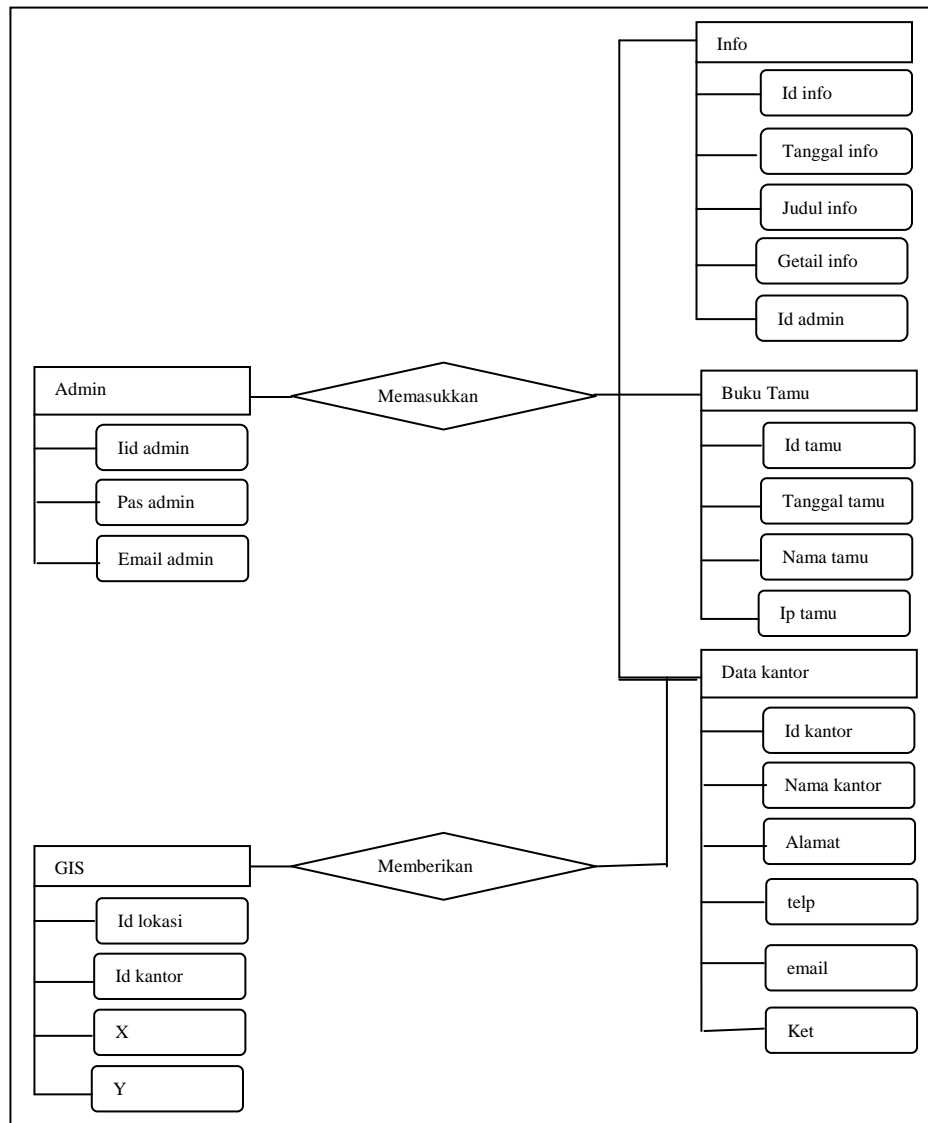 Info
Id info
Tanggal info
Judul info
Getail info
Id admin
Admin
Iid admin
Pas admin
Email admin
Memasukkan
Buku Tamu
Id tamu
Tanggal tamu
Nama tamu
Ip tamu
Data kantor
Id kantor
Nama kantor
Alamat
telp
email
Ket
GIS
Id lokasi
Id kantor
X
Y
Memberikan